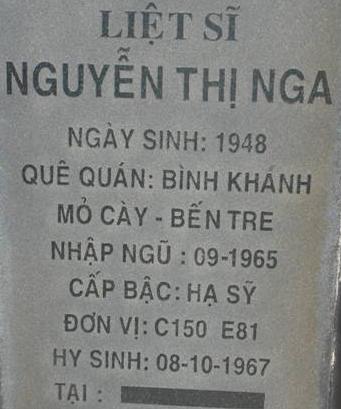 LIỆT SĨ
NGUYỄN THỊ NGA
NGÀY SINH: 1948
QUÊ QUÁN: BÌNH KHÁNH
MỎ CÀY - BẾN TRE
NHẬP NGŨ : 09-1965
CẤP BẬC: HẠ SỸ
ĐƠN VỊ: C150 E81
HY SINH: 08-10-1967
TẠI :